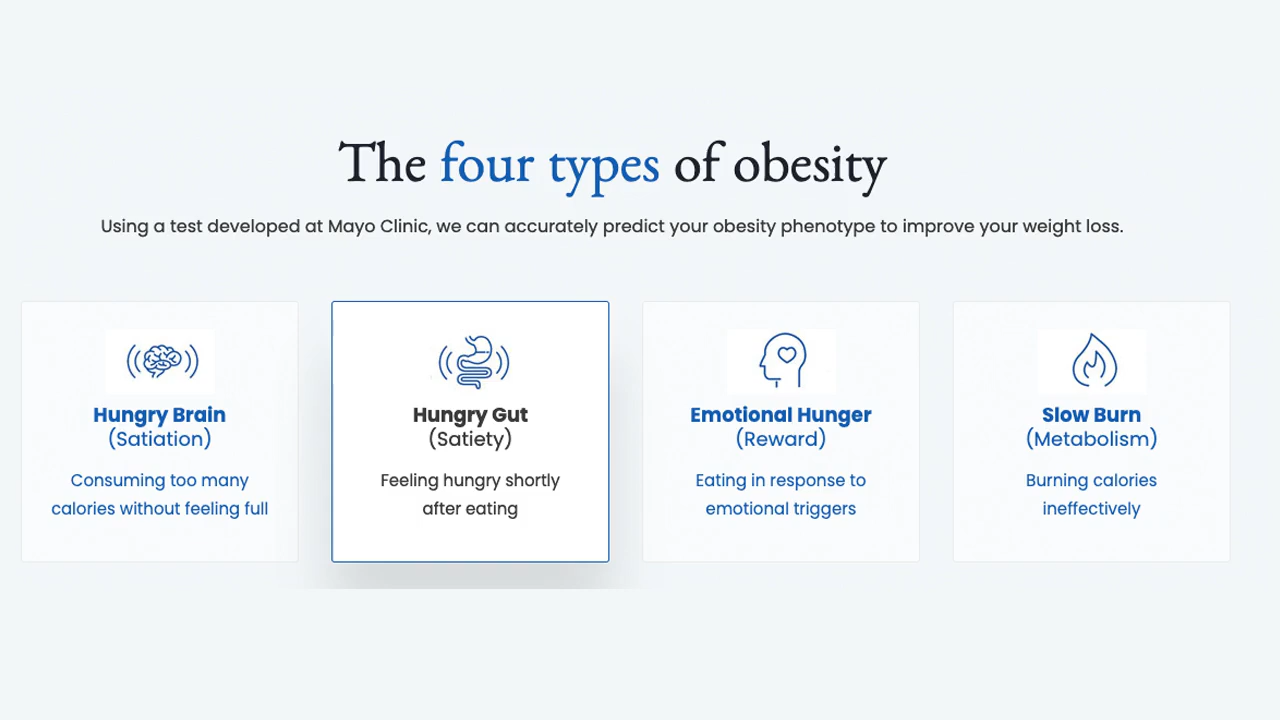 The four types of obesity
Using a test developed at Mayo Clinic, we can accurately predict your obesity phenotype to improve your weight loss.
Hungry Brain
(Satiation)
Consuming too many
calories without feeling full
Hungry Gut
(Satiety)
Feeling hungry shortly
after eating
Emotional Hunger
(Reward)
Eating in response to
emotional triggers
Slow Burn
(Metabolism)
Burning calories
ineffectively